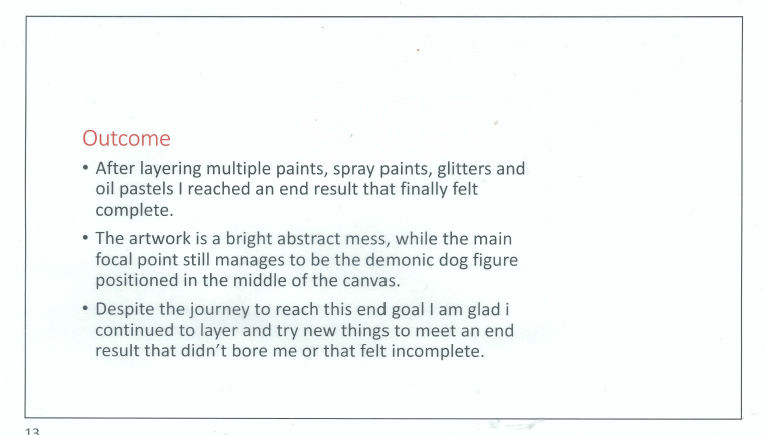 Outcome
• After layering multiple paints, spray paints, glitters and
oil pastels I reached an end result that finally felt
complete.
• The artwork is a bright abstract mess, while the main
focal point still manages to be the demonic dog figure
positioned in the middle of the canvas.
• Despite the journey to reach this end goal I am glad i
continued to layer and try new things to meet an end
result that didn’t bore me or that felt incomplete.
13